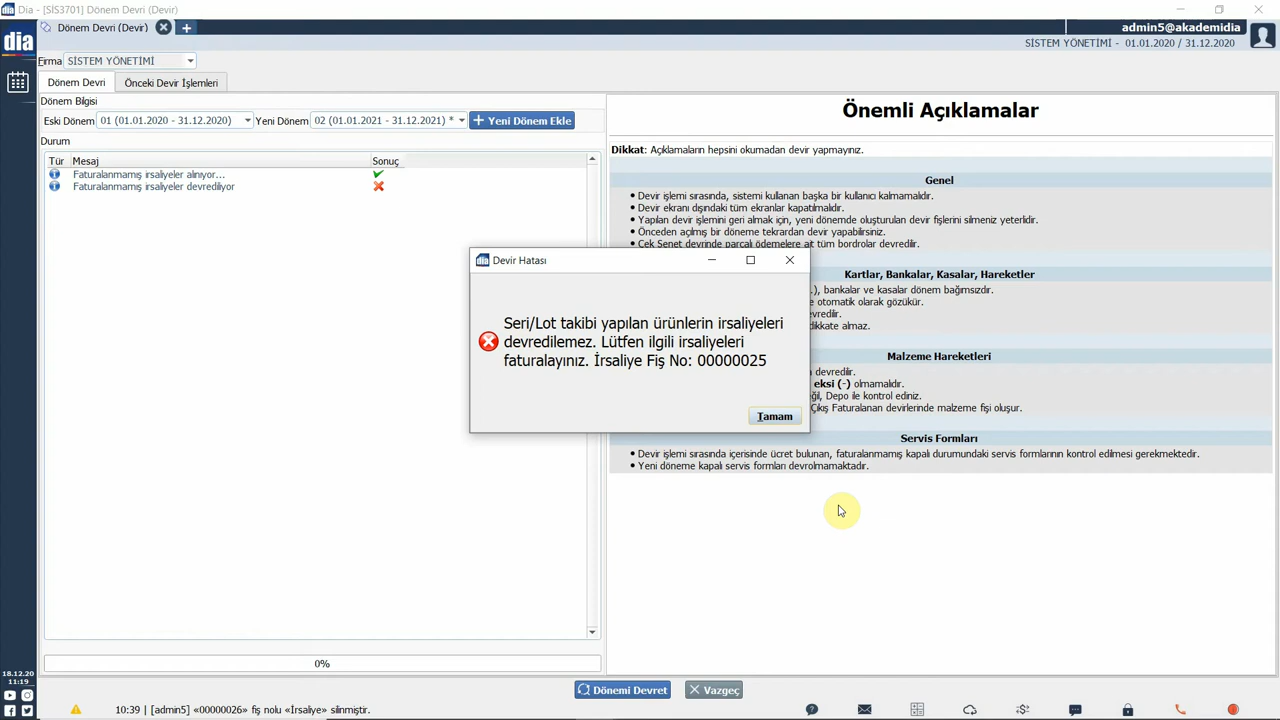 Dia - [SİS3701] Dönem Devri (Devir)
dia
Dönem Devri (Devir)
admin5@akademidia
SİSTEM YÖNETİMİ - 01.01.2020 / 31.12.2020
Firma SİSTEM YÖNETİMİ
Dönem Devri Önceki Devir İşlemleri
Dönem Bilgisi
Eski Dönem 01 (01.01.2020 - 31.12.2020) Yeni Dönem 02 (01.01.2021 - 31.12.2021) * + Yeni Dönem Ekle
Durum
Tür Mesaj Sonuç
Faturalanmamış irsaliyeler alınıyor...
Faturalanmamış irsaliyeler devrediliyor
Önemli Açıklamalar
Dikkat: Açıklamaların hepsini okumadan devir yapmayınız.
Genel
• Devir işlemi sırasında, sistemi kullanan başka bir kullanıcı kalmamalıdır.
• Devir ekranı dışındaki tüm ekranlar kapatılmalıdır.
• Yapılan devir işlemini geri almak için, yeni dönemde oluşturulan devir fişlerini silmeniz yeterlidir.
• Önceden açılmış bir döneme tekrardan devir yapabilirsiniz.
• Çek Senet devrinde parçalı ödemelere ait tüm bordrolar devredilir.
Kartlar, Bankalar, Kasalar, Hareketler
.), bankalar ve kasalar dönem bağımsızdır.
e otomatik olarak gözükür.
evredilir.
dikkate almaz.
Malzeme Hareketleri
devredilir.
eksi (-) olmamalıdır.
ğil, Depo ile kontrol ediniz.
Çıkış Faturalanan devirlerinde malzeme fişi oluşur.
Servis Formları
• Devir işlemi sırasında içerisinde ücret bulunan, faturalanmamış kapalı durumundaki servis formlarının kontrol edilmesi gerekmektedir.
• Yeni döneme kapalı servis formları devrolmamaktadır.
dia Devir Hatası
Seri/Lot takibi yapılan ürünlerin irsaliyeleri
devredilemez. Lütfen ilgili irsaliyeleri
faturalayınız. İrsaliye Fiş No: 00000025
Tamam
0%
Dönemi Devret Vazgeç
18.12.20
11:19
10:39 | [admin5] «00000026» fiş nolu «İrsaliye» silinmiştir.